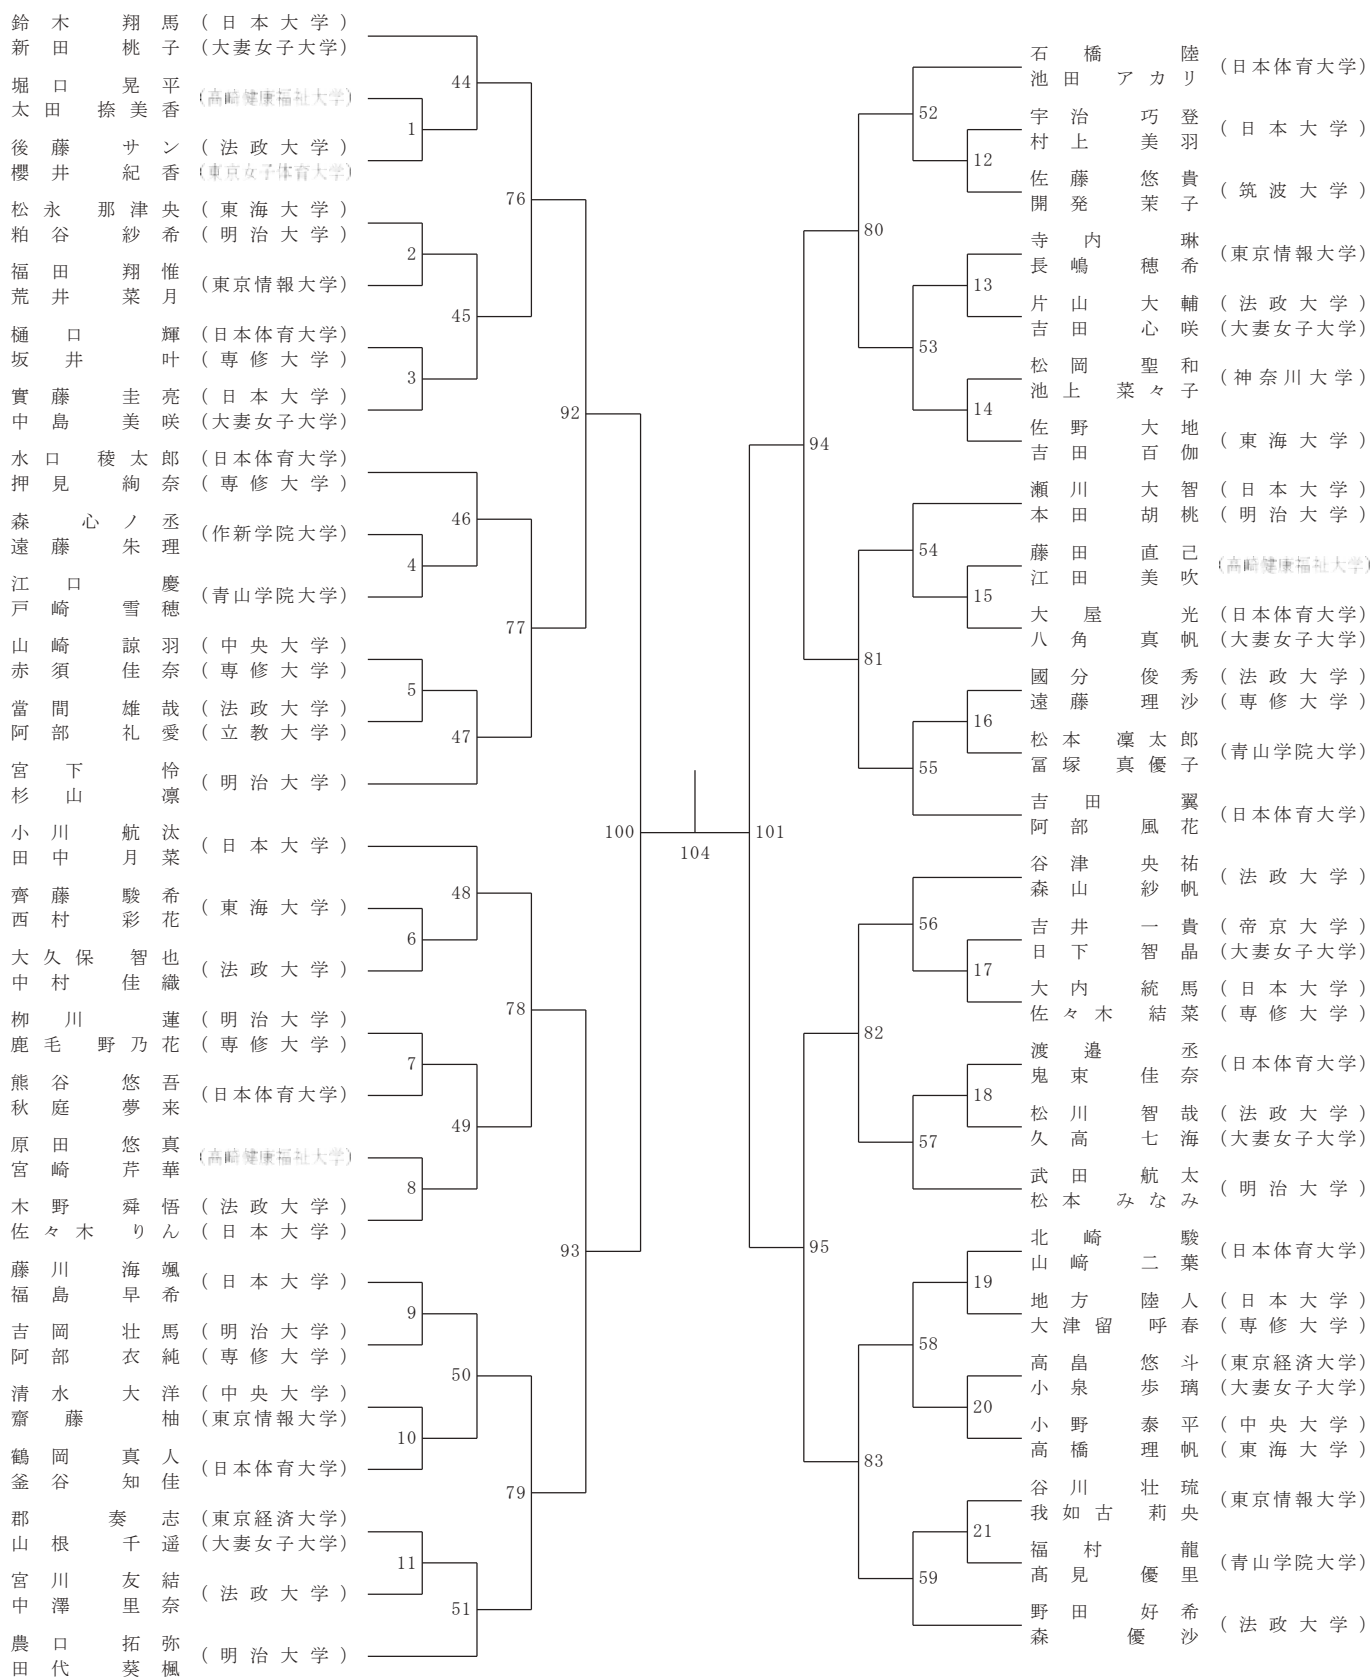 鈴木 翔馬 (日本大学)
新田 桃子 (大妻女子大学)
堀口 晃平
太田 捺美香
(高崎健康福祉大学)
後藤 サン (法政大学)
櫻井 紀香 (東京女子体育大学)
松永 那津央 (東海大学)
粕谷 紗希 (明治大学)
福田 翔惟
荒井 菜月
(東京情報大学)
樋口 輝 (日本体育大学)
坂井 叶 (専修大学)
實藤 圭亮 (日本大学)
中島 美咲 (大妻女子大学)
水口 稜太郎 (日本体育大学)
押見 絢奈 (専修大学)
森 心ノ丞
遠藤 朱理
(作新学院大学)
江口 慶
戸崎 雪穂
(青山学院大学)
山崎 諒羽 (中央大学)
赤須 佳奈 (専修大学)
當間 雄哉 (法政大学)
阿部 礼愛 (立教大学)
宮下 怜
杉山 凛
(明治大学)
小川 航汰
田中 月菜
(日本大学)
齊藤 駿希
西村 彩花
(東海大学)
大久保 智也
中村 佳織
(法政大学)
栁川 蓮 (明治大学)
鹿毛 野乃花 (専修大学)
熊谷 悠吾
秋庭 夢来
(日本体育大学)
原田 悠真
宮崎 芹華
(高崎健康福祉大学)
木野 舜悟 (法政大学)
佐々木 りん (日本大学)
藤川 海颯
福島 早希
(日本大学)
吉岡 壮馬 (明治大学)
阿部 衣純 (専修大学)
清水 大洋 (中央大学)
齋藤 柚 (東京情報大学)
鶴岡 真人
釜谷 知佳
(日本体育大学)
郡 奏志 (東京経済大学)
山根 千遥 (大妻女子大学)
宮川 友結
中澤 里奈
(法政大学)
農口 拓弥
田代 葵楓
(明治大学)
44
1
76
2
45
3
92
46
4
77
5
47
100
48
6
78
7
49
8
93
9
50
10
79
11
51
104
101
52
12
80
13
53
14
94
54
15
81
16
55
56
17
82
18
57
95
19
58
20
83
21
59
石橋 陸
池田 アカリ
(日本体育大学)
宇治 巧登
村上 美羽
(日本大学)
佐藤 悠貴
開発 茉子
(筑波大学)
寺内 琳
長嶋 穂希
(東京情報大学)
片山 大輔 (法政大学)
吉田 心咲 (大妻女子大学)
松岡 聖和
池上 菜々子
(神奈川大学)
佐野 大地
吉田 百伽
(東海大学)
瀬川 大智 (日本大学)
本田 胡桃 (明治大学)
藤田 直己
江田 美吹
(高崎健康福祉大学)
大屋 光 (日本体育大学)
八角 真帆 (大妻女子大学)
國分 俊秀 (法政大学)
遠藤 理沙 (専修大学)
松本 凜太郎
冨塚 真優子
(青山学院大学)
吉田 翼
阿部 風花
(日本体育大学)
谷津 央祐
森山 紗帆
(法政大学)
吉井 一貴 (帝京大学)
日下 智晶 (大妻女子大学)
大内 統馬 (日本大学)
佐々木 結菜 (専修大学)
渡邉 丞
鬼束 佳奈
(日本体育大学)
松川 智哉 (法政大学)
久高 七海 (大妻女子大学)
武田 航太
松本 みなみ
(明治大学)
北崎 駿
山﨑 二葉
(日本体育大学)
地方 陸人 (日本大学)
大津留 呼春 (専修大学)
高畠 悠斗 (東京経済大学)
小泉 歩璃 (大妻女子大学)
小野 泰平 (中央大学)
高橋 理帆 (東海大学)
谷川 壮琉
我如古 莉央
(東京情報大学)
福村 龍
髙見 優里
(青山学院大学)
野田 好希
森 優沙
(法政大学)